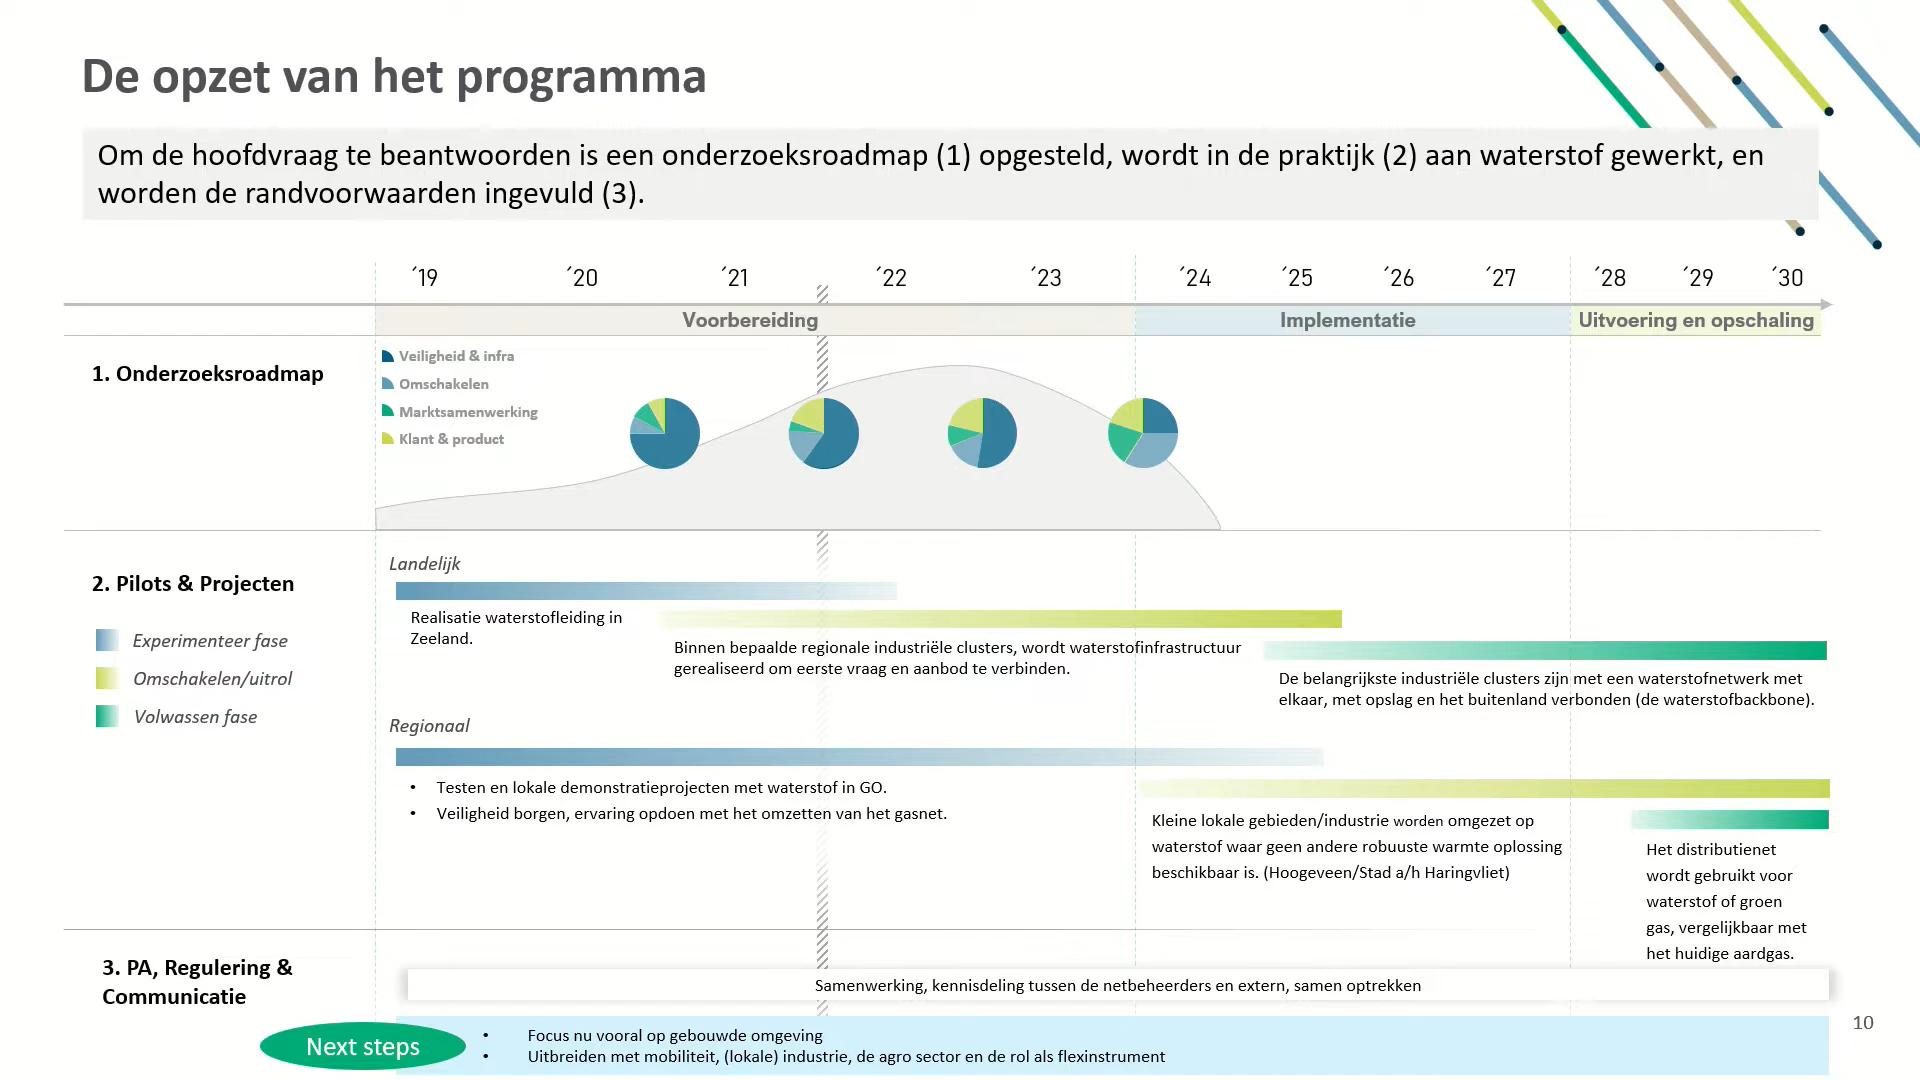 De opzet van het programma
Om de hoofdvraag te beantwoorden is een onderzoeksroadmap (1) opgesteld, wordt in de praktijk (2) aan waterstof gewerkt, en
worden de randvoorwaarden ingevuld (3).
´19 ´20 ´21 ´22 ´23 ´24 ´25 ´26 ´27 ´28 ´29 ´30
Voorbereiding Implementatie Uitvoering en opschaling
1. Onderzoeksroadmap
Veiligheid & infra
Omschakelen
Marktsamenwerking
Klant & product
2. Pilots & Projecten
Experimenteer fase
Omschakelen/uitrol
Volwassen fase
Landelijk
Realisatie waterstofleiding in
Zeeland.
Binnen bepaalde regionale industriële clusters, wordt waterstofinfrastructuur
gerealiseerd om eerste vraag en aanbod te verbinden.
De belangrijkste industriële clusters zijn met een waterstofnetwerk met
elkaar, met opslag en het buitenland verbonden (de waterstofbackbone).
Regionaal
• Testen en lokale demonstratieprojecten met waterstof in GO.
• Veiligheid borgen, ervaring opdoen met het omzetten van het gasnet.
Kleine lokale gebieden/industrie worden omgezet op
waterstof waar geen andere robuuste warmte oplossing
beschikbaar is. (Hoogeveen/Stad a/h Haringvliet)
Het distributienet
wordt gebruikt voor
waterstof of groen
gas, vergelijkbaar met
het huidige aardgas.
3. PA, Regulering &
Communicatie
Samenwerking, kennisdeling tussen de netbeheerders en extern, samen optrekken
Next steps
• Focus nu vooral op gebouwde omgeving
• Uitbreiden met mobiliteit, (lokale) industrie, de agro sector en de rol als flexinstrument
10